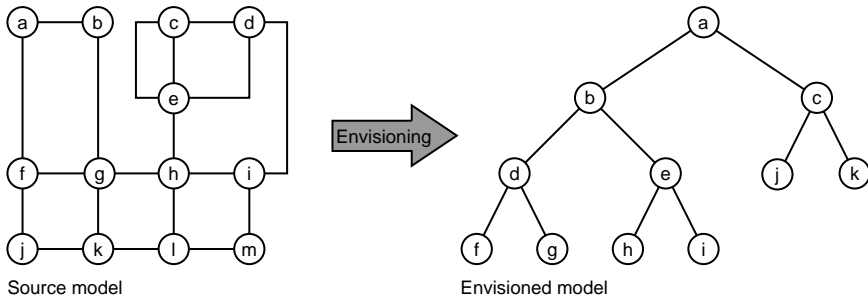 a b c d a
e Envisioning b c
f g h i d e j k
j k l m f g h i
Source model Envisioned model